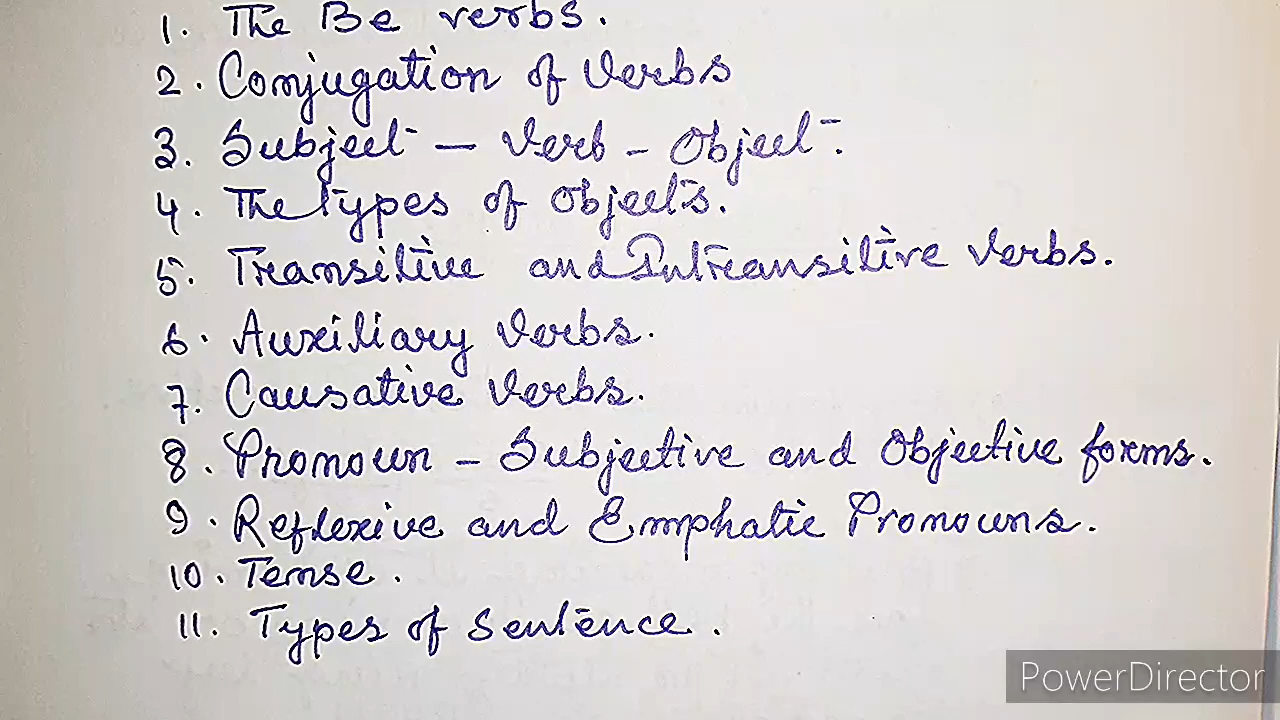 1. The Be verbs.
2. Conjugation of Verbs
3. Subject – Verb – Object.
4. The Types of Objects.
5. Transitive and Intransitive Verbs.
6. Auxiliary Verbs.
7. Causative Verbs.
8. Pronoun – Subjective and Objective forms.
9. Reflexive and Emphatic Pronouns.
10. Tense.
11. Types of Sentence.
PowerDirector